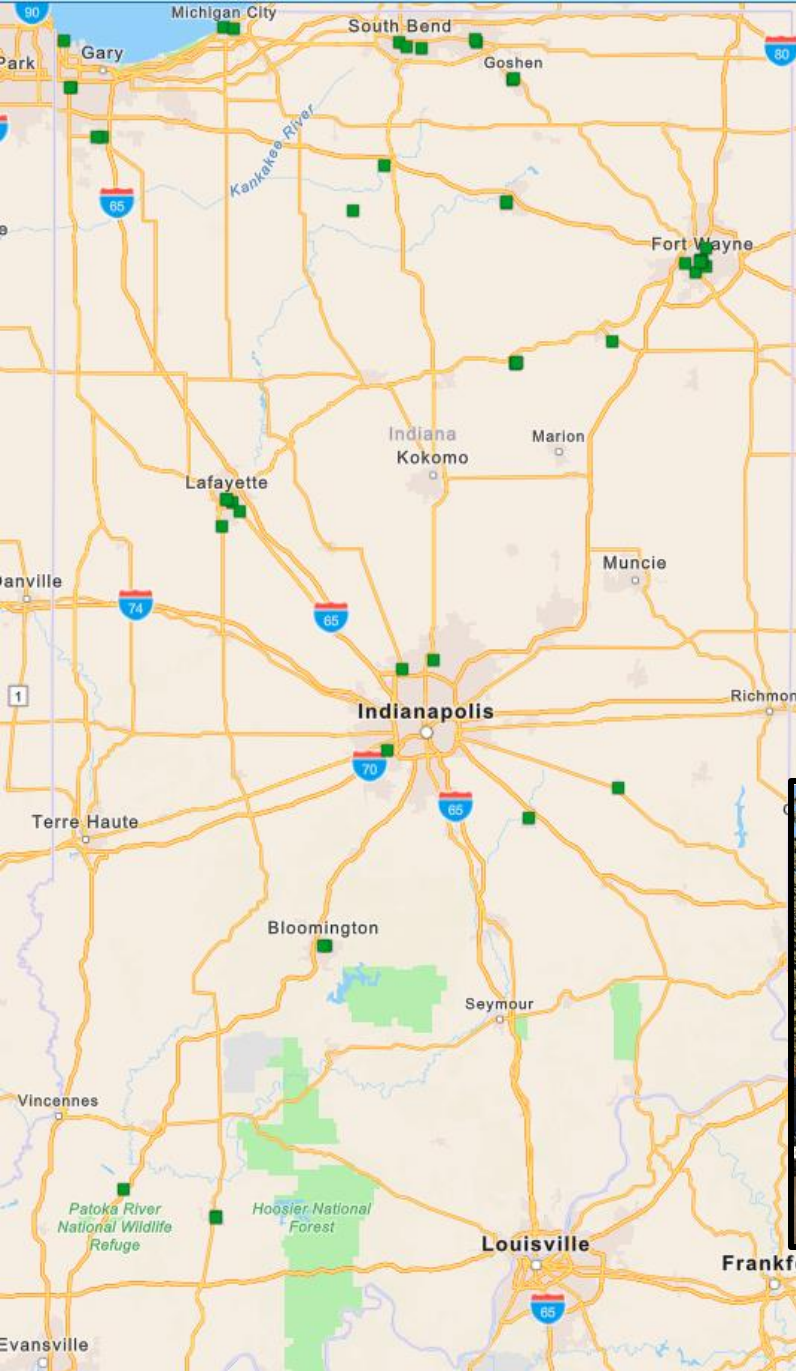 90
Michigan City
South Bend
Gary
Park
80
Goshen
Kankakee River
65
Fort Wayne
Indiana
Marion
Kokomo
Lafayette
Muncie
anville
74
65
1
Richmon
Indianapolis
70
65
Terre Haute
Bloomington
Seymour
Vincennes
Patoka River
National Wildlife
Refuge
Hoosier National
Forest
Louisville
Frankf
65
Evansville